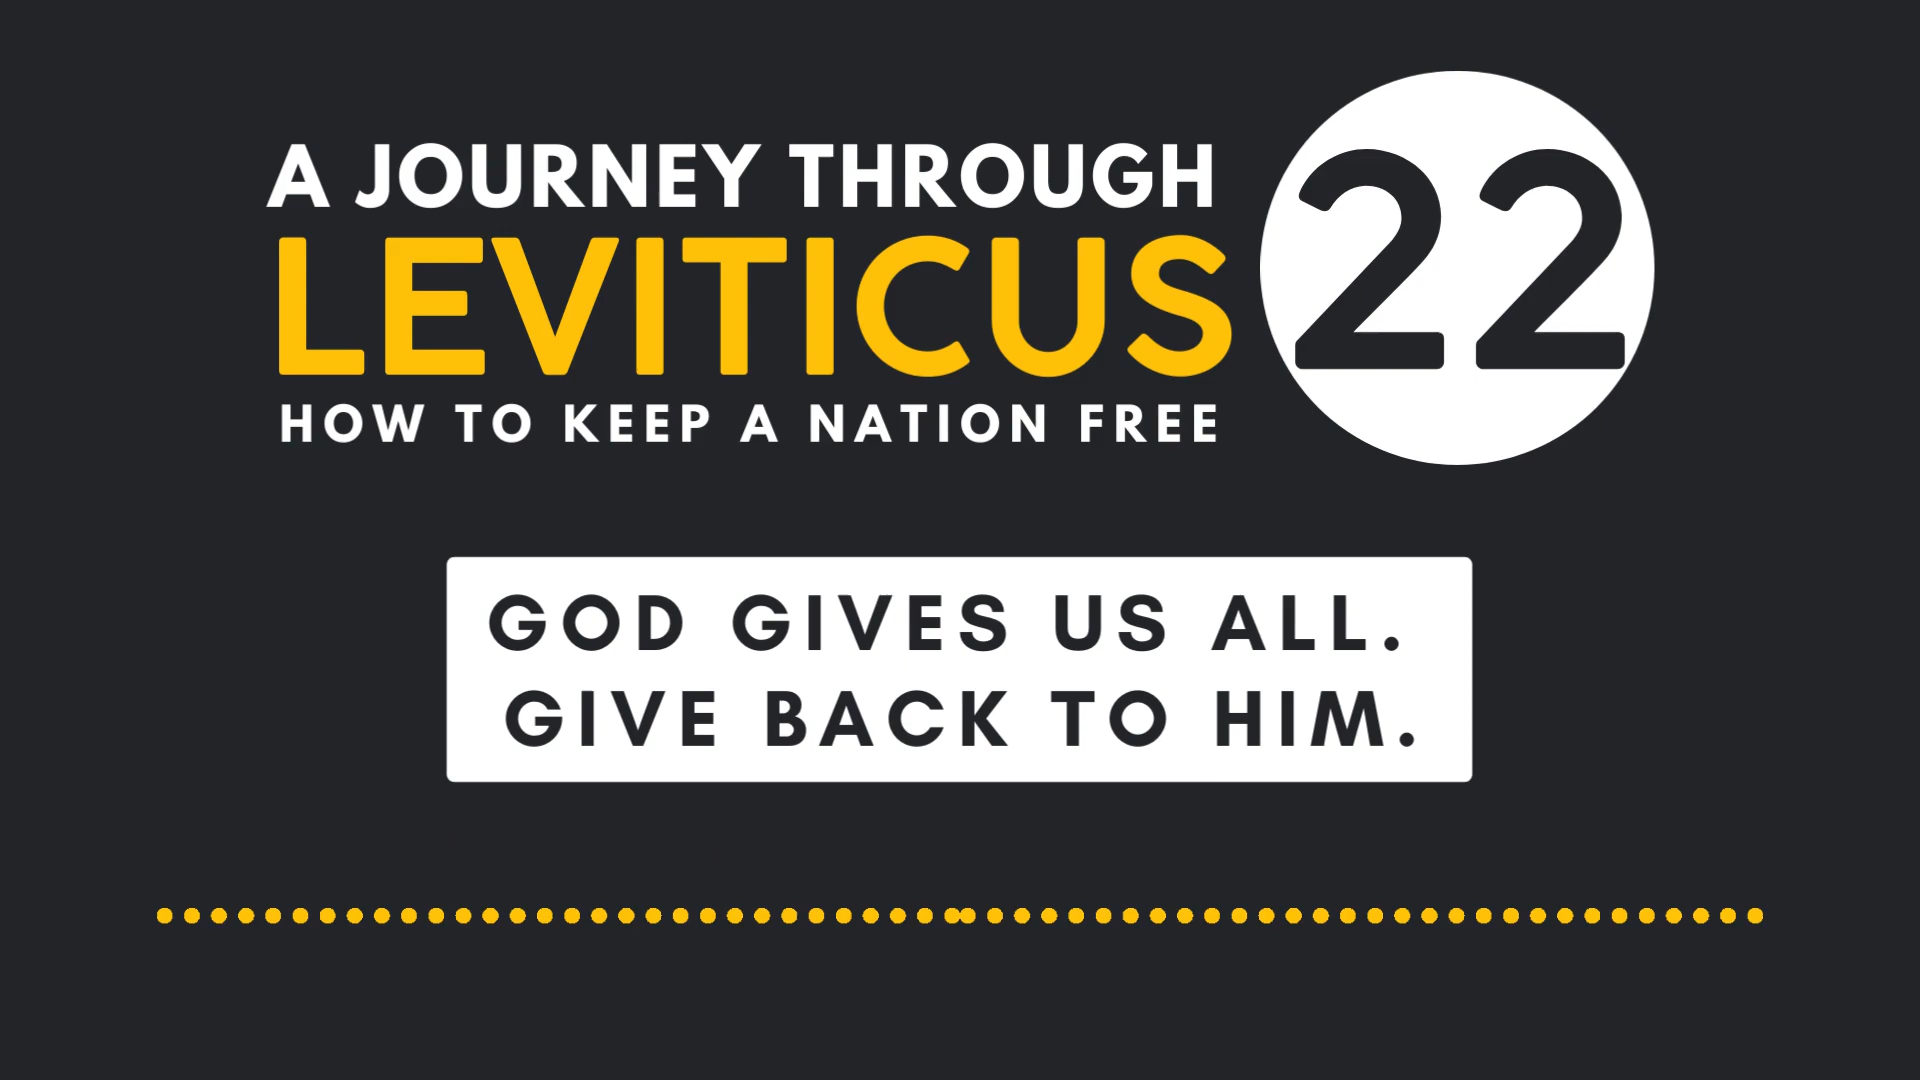 A JOURNEY THROUGH
LEVITICUS
22
HOW TO KEEP A NATION FREE
GOD GIVES US ALL.
GIVE BACK TO HIM.